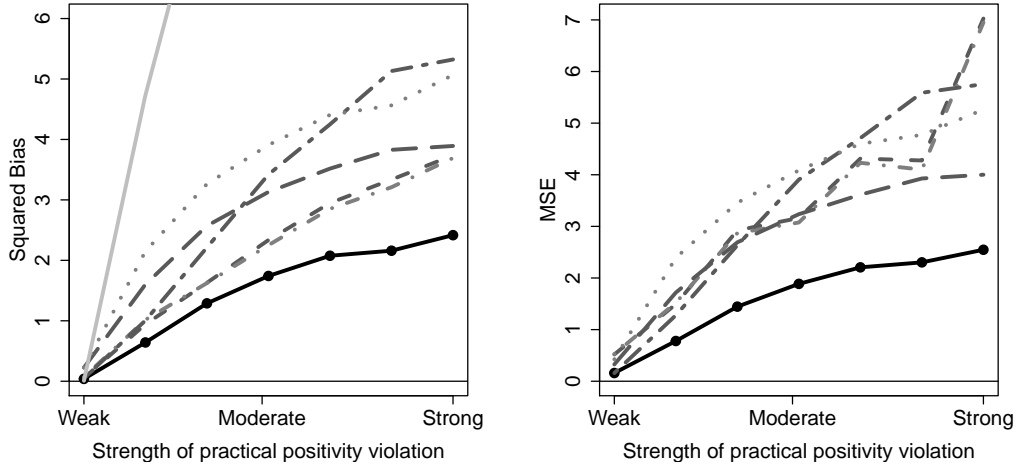 6
5
4
3
2
1
0
Squared Bias
Weak
Moderate
Strong
Strength of practical positivity violation
7
6
5
4
3
2
1
0
MSE
Weak
Moderate
Strong
Strength of practical positivity violation